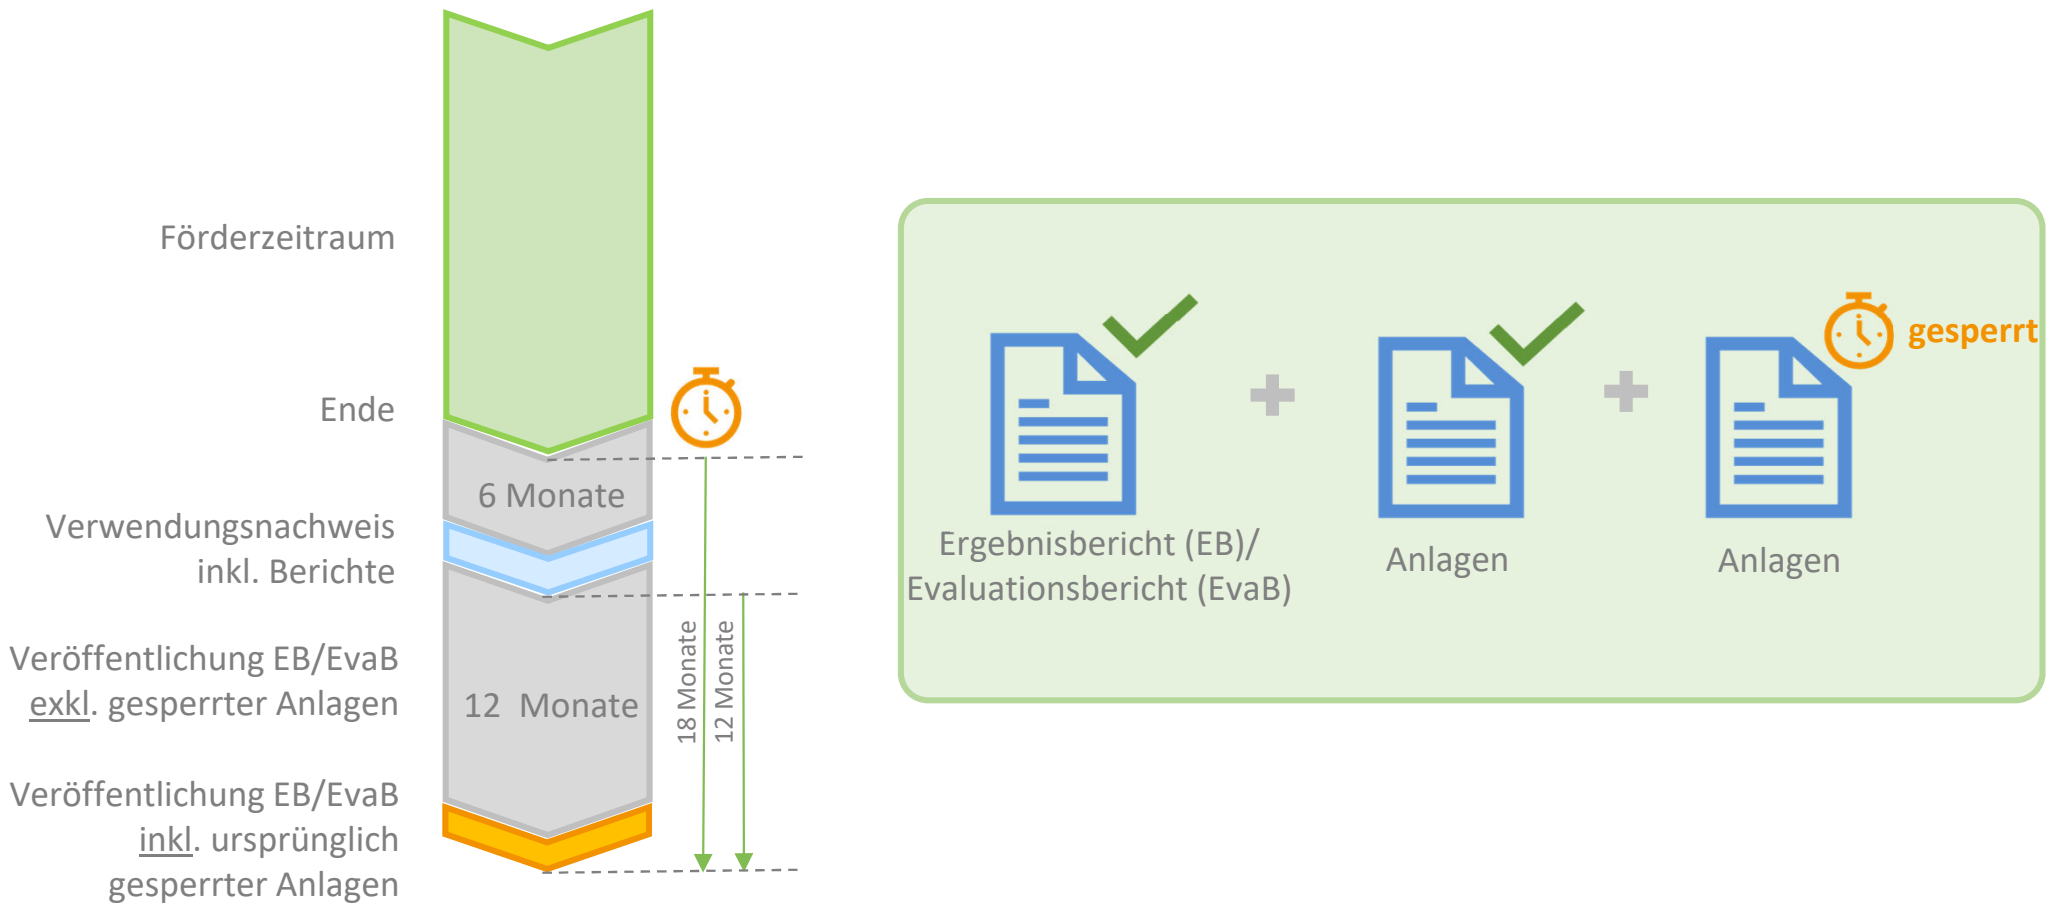 Förderzeitraum
Ende
6 Monate
Verwendungsnachweis
inkl. Berichte
Veröffentlichung EB/EvaB
exkl. gesperrter Anlagen
12 Monate
18 Monate
12 Monate
Veröffentlichung EB/EvaB
inkl. ursprünglich
gesperrter Anlagen
gesperrt
Ergebnisbericht (EB)/
Evaluationsbericht (EvaB)
Anlagen
Anlagen